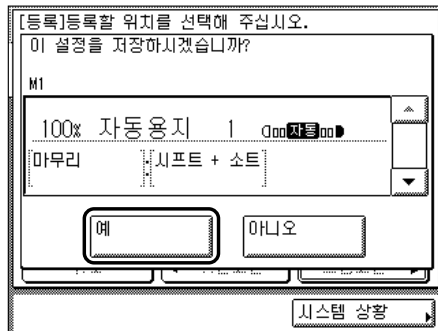 [등록]등록할 위치를 선택해 주십시오.
이 설정을 저장하시겠습니까?
M1
100% 자동용지 1 자동
마무리 :시프트 + 소트
예 아니오
시스템 상황